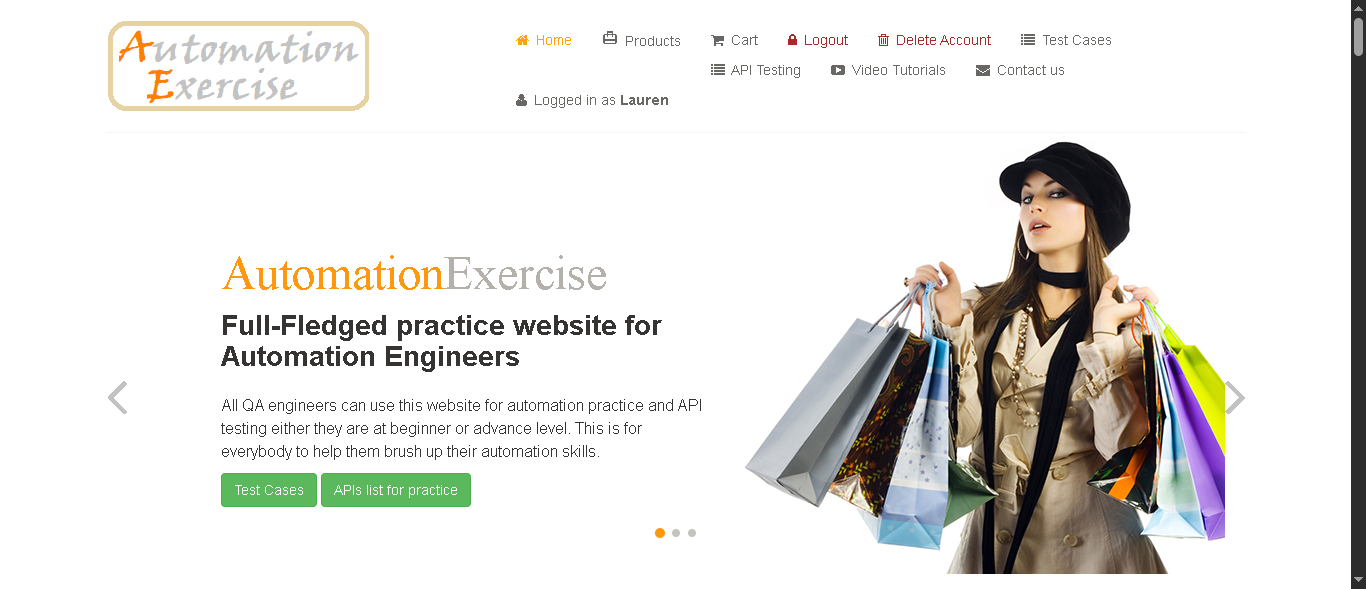 Automation
Exercise
Home Products Cart Logout Delete Account Test Cases
API Testing Video Tutorials Contact us
Logged in as Lauren
AutomationExercise
Full-Fledged practice website for
Automation Engineers
All QA engineers can use this website for automation practice and API
testing either they are at beginner or advance level. This is for
everybody to help them brush up their automation skills.
Test Cases APIs list for practice